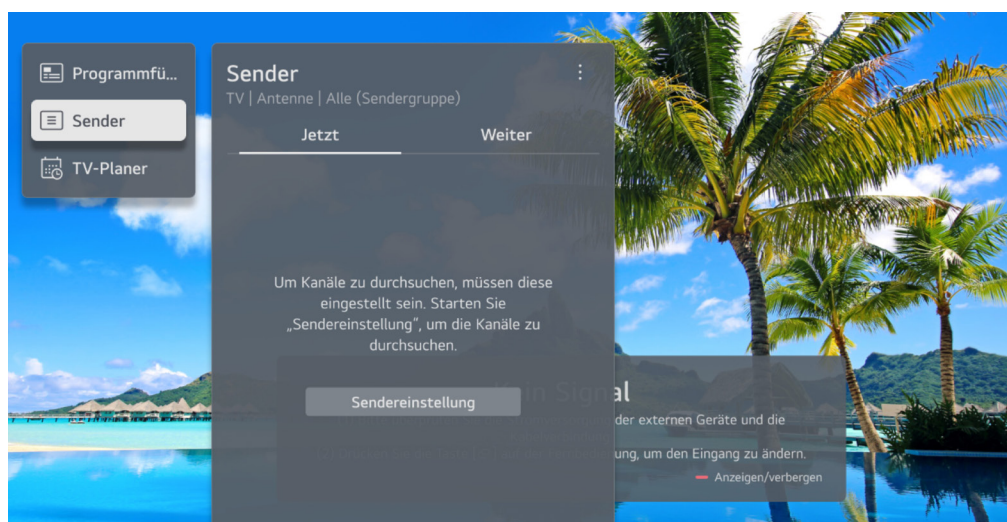 Programmfü...
Sender
TV-Planer
Sender
TV | Antenne | Alle (Sendergruppe)
Jetzt
Weiter
Um Kanäle zu durchsuchen, müssen diese
eingestellt sein. Starten Sie
„Sendereinstellung”, um die Kanäle zu
durchsuchen.
Sendereinstellung
Kein Signal
der externen Geräte und die
um den Eingang zu ändern.
Anzeigen/verbergen